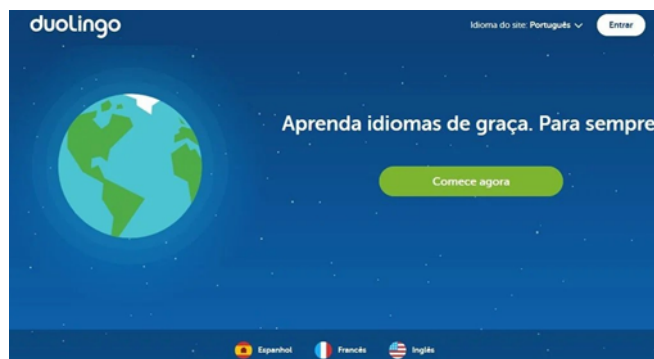 duolingo
Idioma do site: Português
Entrar
Aprenda idiomas de graça. Para sempre
Comece agora
Espanhol
Francês
Inglês